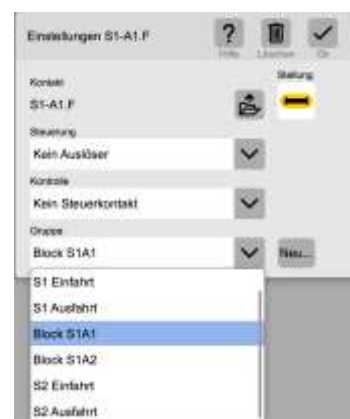 Einstellungen S1-A1.F
?
Hilfe
Löschen
Ok
Kontakt
Stellung
S1-A1.F
Steuerung
Kein Auslöser
Kontrolle
Kein Steuerkontakt
Gruppe
Block S1A1
Neu...
S1 Einfahrt
S1 Ausfahrt
Block S1A1
Block S1A2
S2 Einfahrt
S2 Ausfahrt